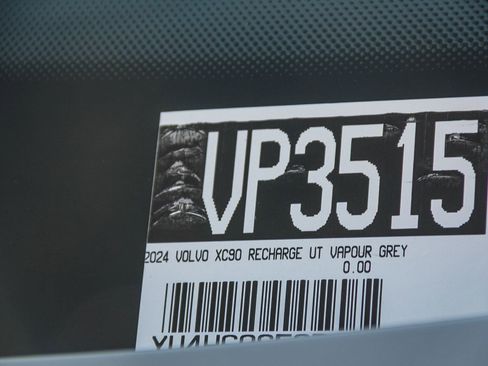 VP3515
2024 VOLVO XC90 RECHARGE UT VAPOUR GREY
0.00